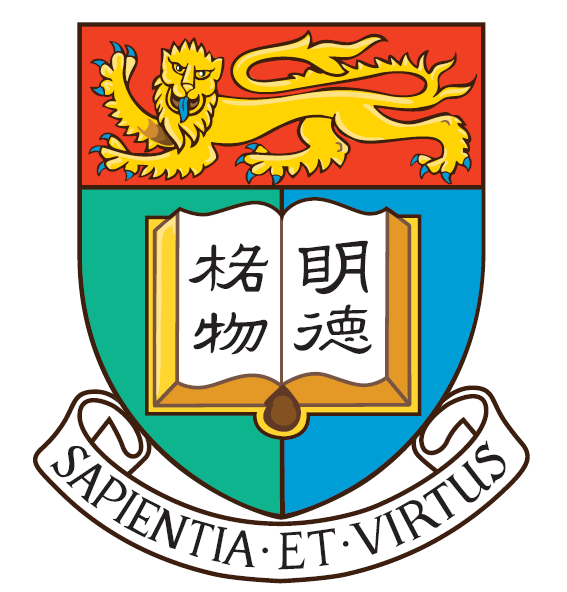 明德
格物
SAPIENTIA · ET · VIRTUS